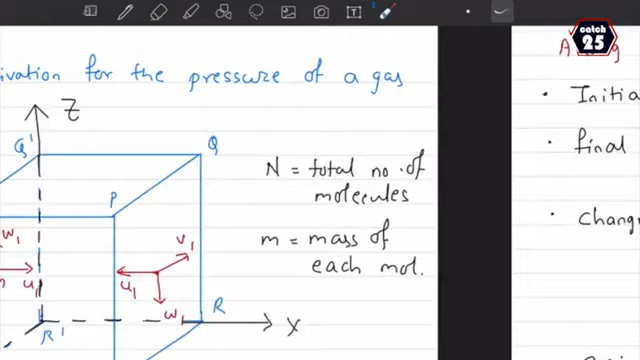 catch
25
ivation for the pressure of a gas
Z
Q'
Q
P
N = total no. of
molecules
m = mass of
each mol.
W1
u1
v1
u1
w1
R
R'
X
• Initia
• final
• Chang